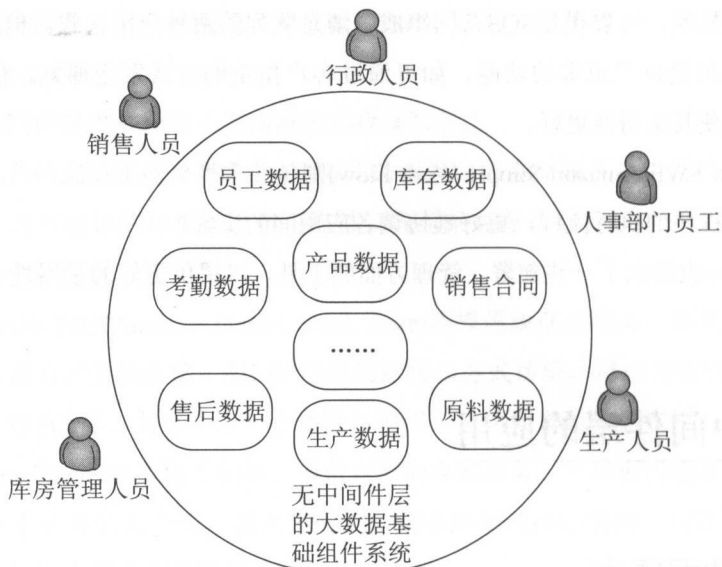 行政人员
销售人员
员工数据
库存数据
人事部门员工
产品数据
考勤数据
销售合同
……
售后数据
生产数据
原料数据
生产人员
库房管理人员
无中间件层
的大数据基
础组件系统